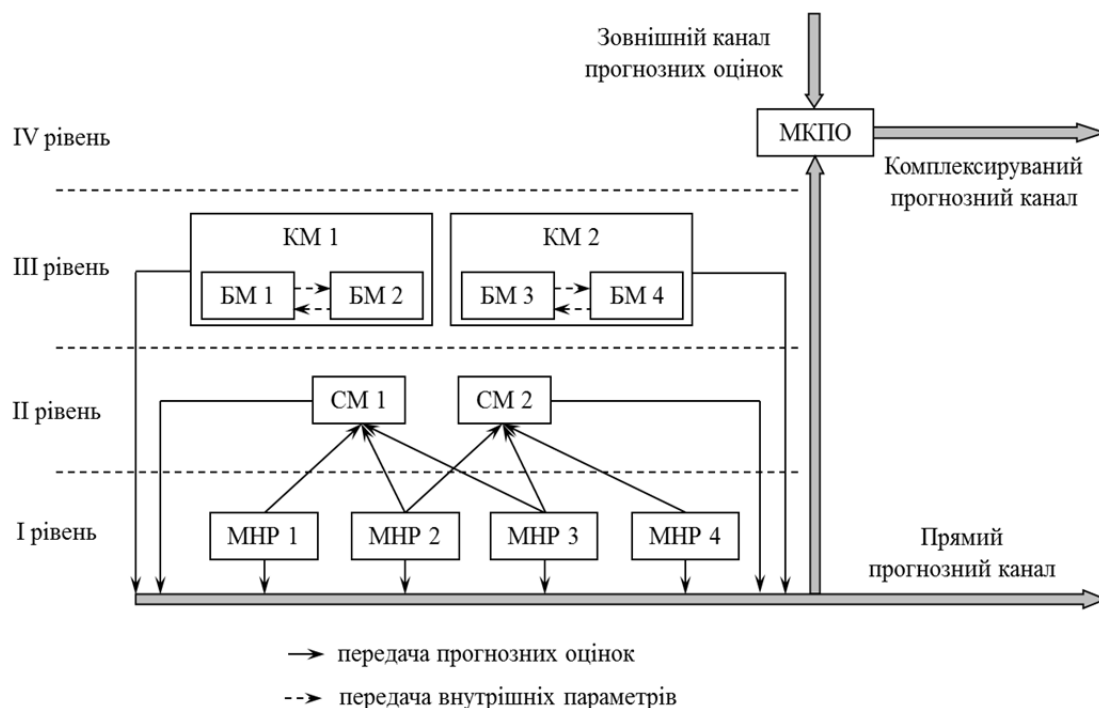 Зовнішній канал
прогнозних оцінок
IV рівень
МКПО
Комплексируваний
прогнозний канал
КМ 1
КМ 2
III рівень
БМ 1
БМ 2
БМ 3
БМ 4
II рівень
СМ 1
СМ 2
I рівень
МНР 1
МНР 2
МНР 3
МНР 4
Прямий
прогнозний канал
передача прогнозних оцінок
передача внутрішніх параметрів